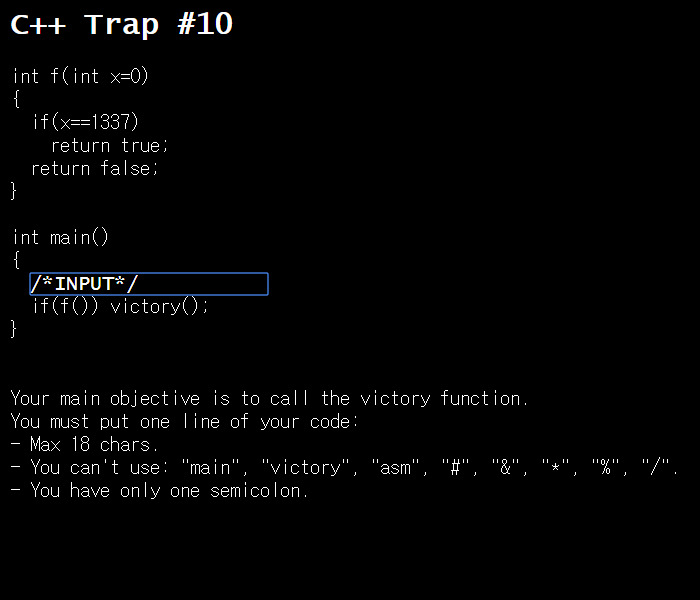 C++ Trap #10
int f(int x=0)
{
if(x==1337)
return true;
return false;
}
int main()
{
/*INPUT*/
if(f()) victory();
}
Your main objective is to call the victory function.
You must put one line of your code:
- Max 18 chars.
- You can't use: "main", "victory", "asm", "#", "&", "*", "%", "/".
- You have only one semicolon.